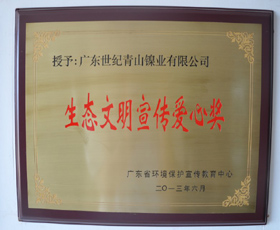 授予:广东世纪青山镍业有限公司
生态文明宣传爱心奖
广东省环境保护宣传教育中心
二〇一三年六月